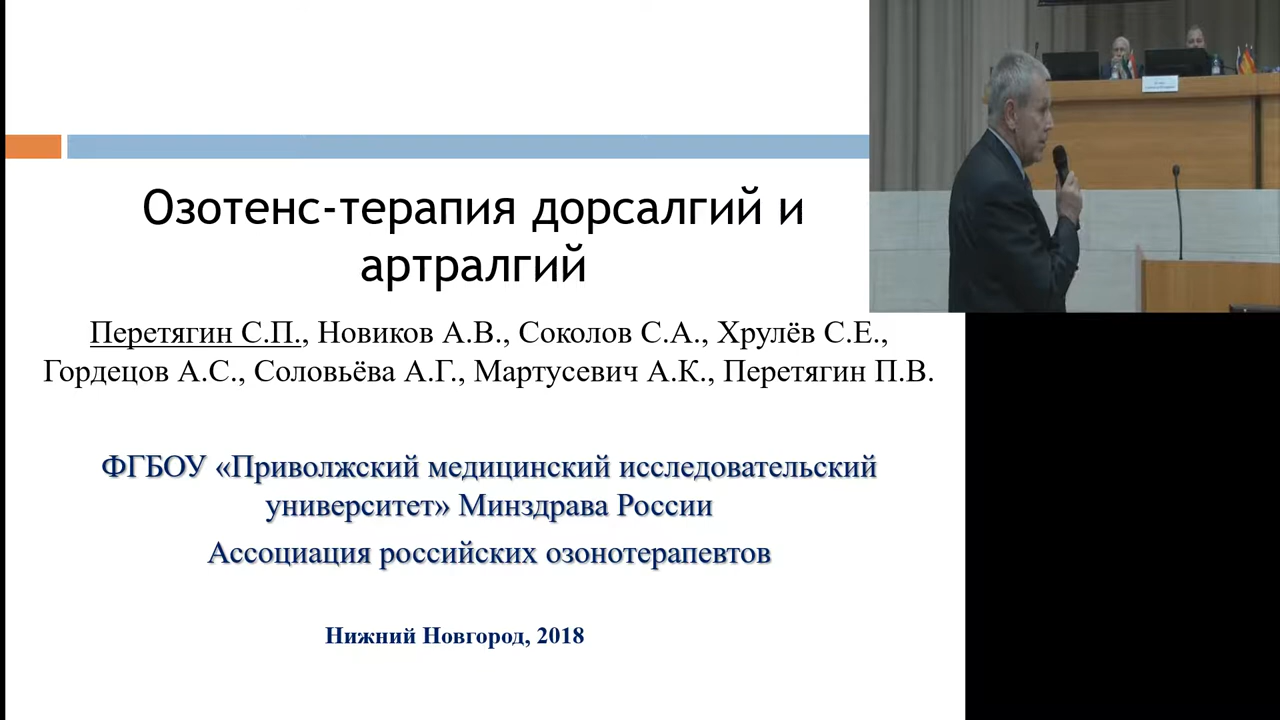 Озотенс-терапия дорсалгий и
артралгий
Перетягин С.П., Новиков А.В., Соколов С.А., Хрулёв С.Е.,
Гордецов А.С., Соловьёва А.Г., Мартусевич А.К., Перетягин П.В.
ФГБОУ «Приволжский медицинский исследовательский
университет» Минздрава России
Ассоциация российских озонотерапевтов
Нижний Новгород, 2018